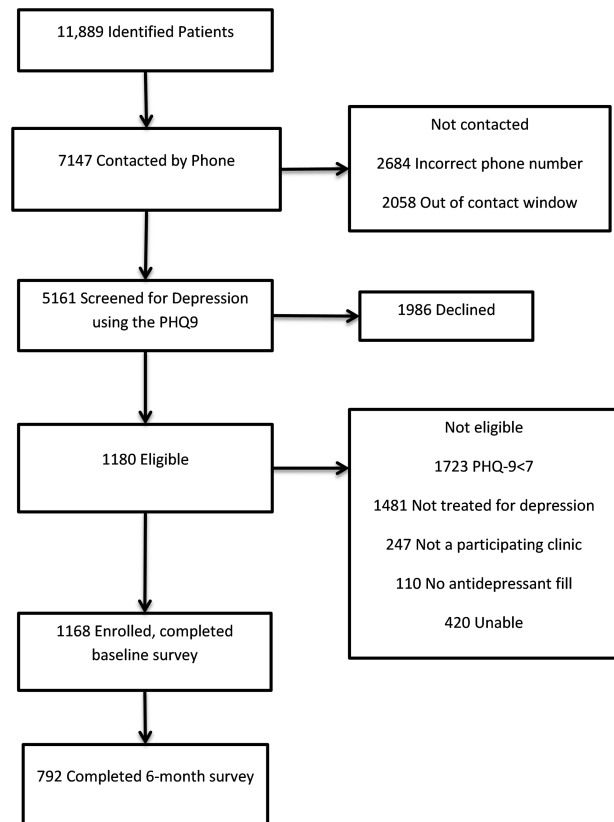 11,889 Identified Patients
7147 Contacted by Phone
Not contacted
2684 Incorrect phone number
2058 Out of contact window
5161 Screened for Depression
using the PHQ9
1986 Declined
1180 Eligible
Not eligible
1723 PHQ-9<7
1481 Not treated for depression
247 Not a participating clinic
110 No antidepressant fill
420 Unable
1168 Enrolled, completed
baseline survey
792 Completed 6-month survey